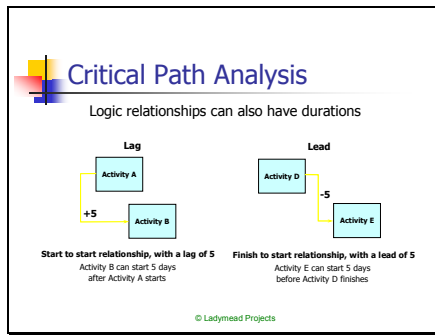 Critical Path Analysis
Logic relationships can also have durations
Lag
Activity A
+5
Activity B
Start to start relationship, with a lag of 5
Activity B can start 5 days
after Activity A starts
Lead
Activity D
-5
Activity E
Finish to start relationship, with a lead of 5
Activity E can start 5 days
before Activity D finishes
© Ladymead Projects